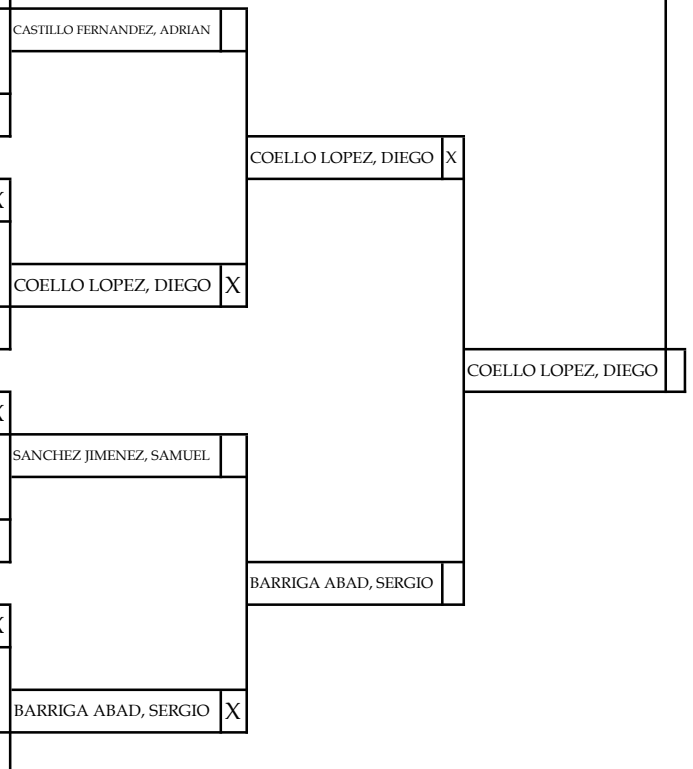 CASTILLO FERNANDEZ, ADRIAN
COELLO LOPEZ, DIEGO X
X
COELLO LOPEZ, DIEGO X
COELLO LOPEZ, DIEGO
X
SANCHEZ JIMENEZ, SAMUEL
BARRIGA ABAD, SERGIO
X
BARRIGA ABAD, SERGIO X